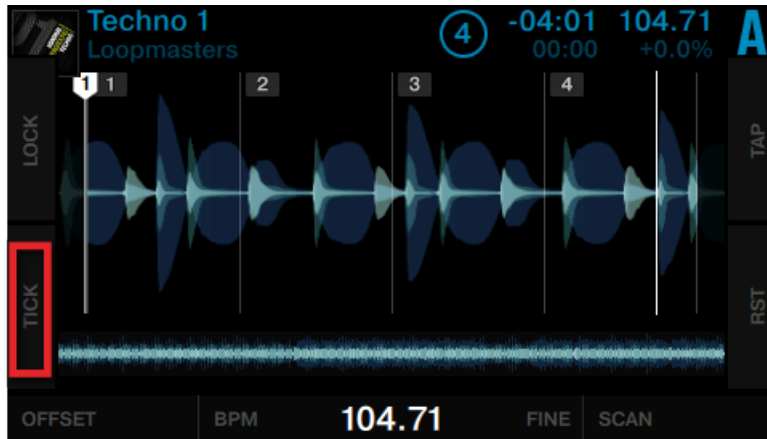 Techno 1
Loopmasters
4
-04:01 104.71
00:00 +0.0%
A
LOCK
TICK
TAP
RST
1 1 2 3 4
OFFSET BPM 104.71 FINE SCAN